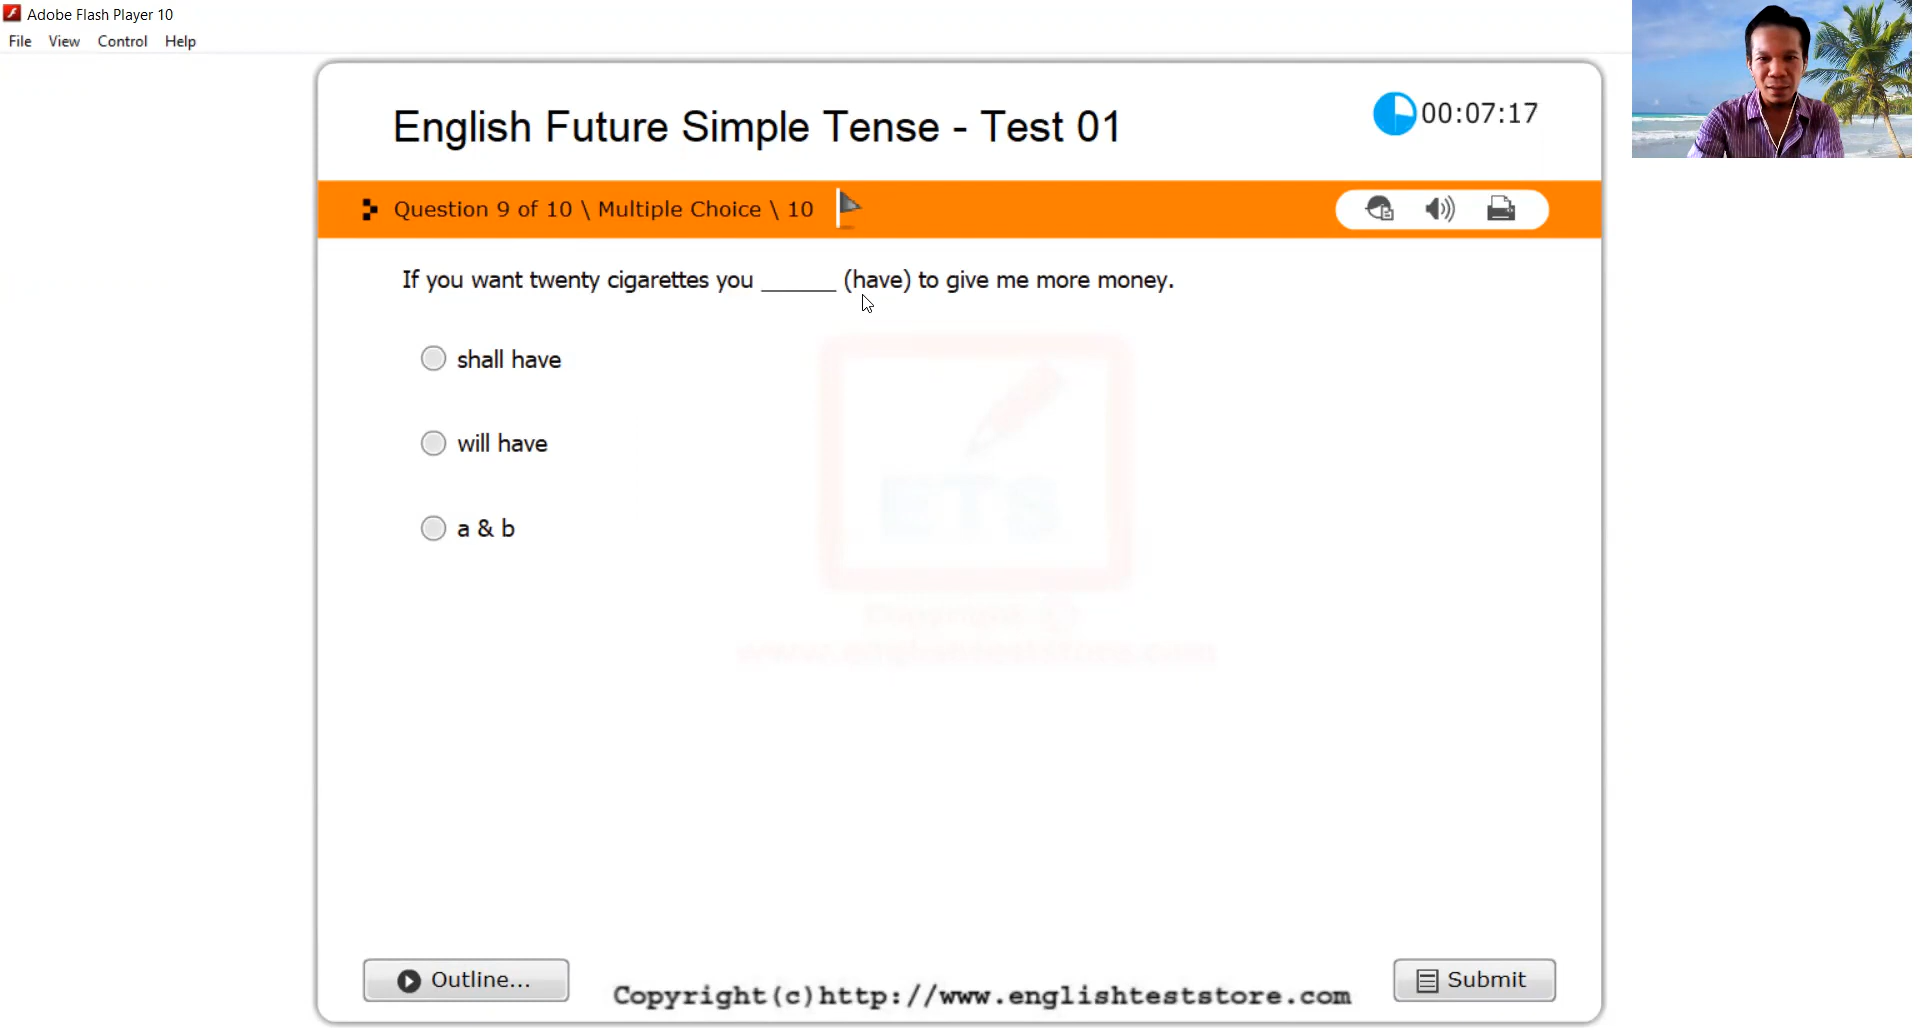 Adobe Flash Player 10
File View Control Help
English Future Simple Tense - Test 01
00:07:17
Question 9 of 10 \ Multiple Choice \ 10
If you want twenty cigarettes you ______ (have) to give me more money.
shall have
will have
a & b
ETS
Outline...
Copyright(c)http://www.englishteststore.com
Submit